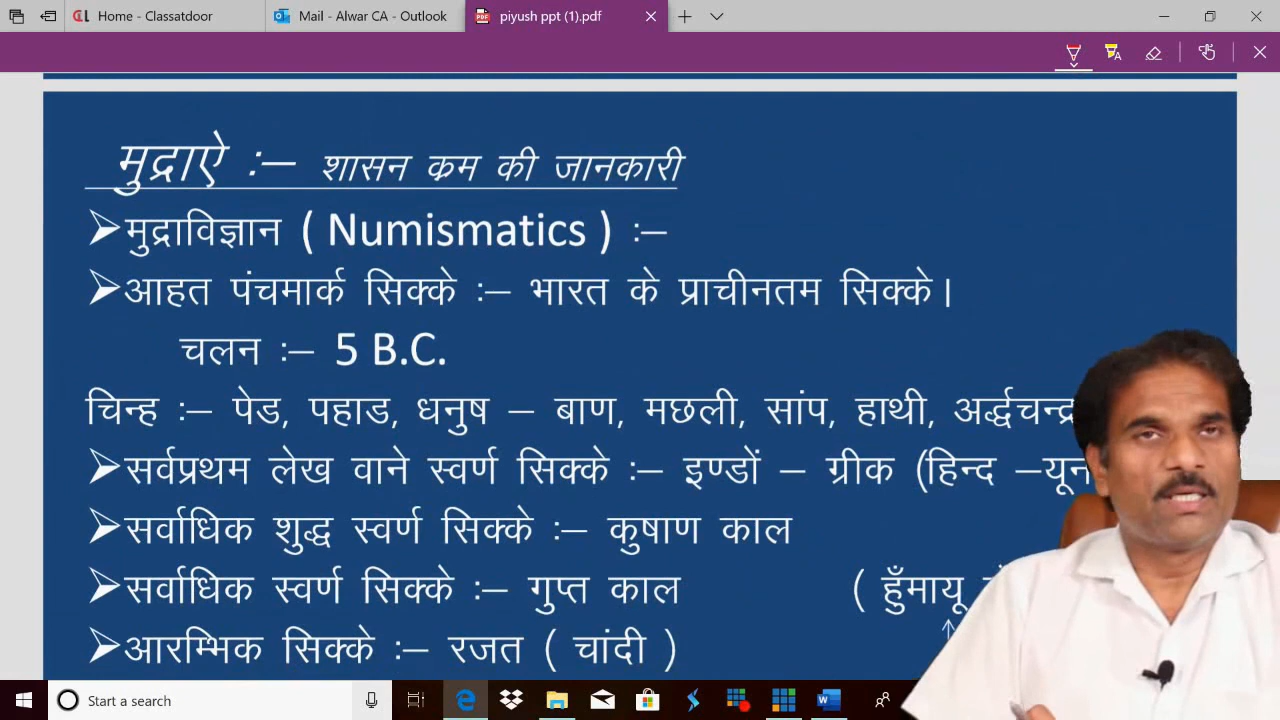 Home - Classatdoor
Mail - Alwar CA - Outlook
piyush ppt (1).pdf
मुद्राऐ :– शासन क्रम की जानकारी
➢मुद्राविज्ञान ( Numismatics ) :–
➢आहत पंचमार्क सिक्के :– भारत के प्राचीनतम सिक्के।
चलन :– 5 B.C.
चिन्ह :– पेड, पहाड, धनुष – बाण, मछली, सांप, हाथी, अर्द्धचन्द्र
➢सर्वप्रथम लेख वाने स्वर्ण सिक्के :– इण्डों – ग्रीक (हिन्द –यून
➢सर्वाधिक शुद्ध स्वर्ण सिक्के :– कुषाण काल
➢सर्वाधिक स्वर्ण सिक्के :– गुप्त काल ( हुँमायू
➢आरम्भिक सिक्के :– रजत ( चांदी )
Start a search